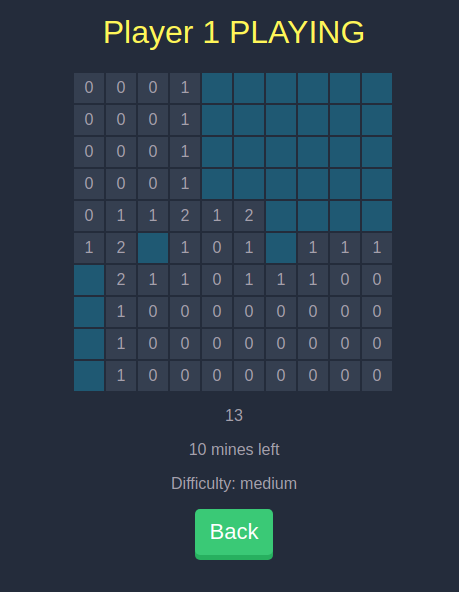 Player 1 PLAYING
0 0 0 1
0 0 0 1
0 0 0 1
0 0 0 1
0 1 1 2 1 2
1 2 1 0 1 1 1 1
2 1 1 0 1 1 1 0 0
1 0 0 0 0 0 0 0 0
1 0 0 0 0 0 0 0 0
1 0 0 0 0 0 0 0 0
13
10 mines left
Difficulty: medium
Back